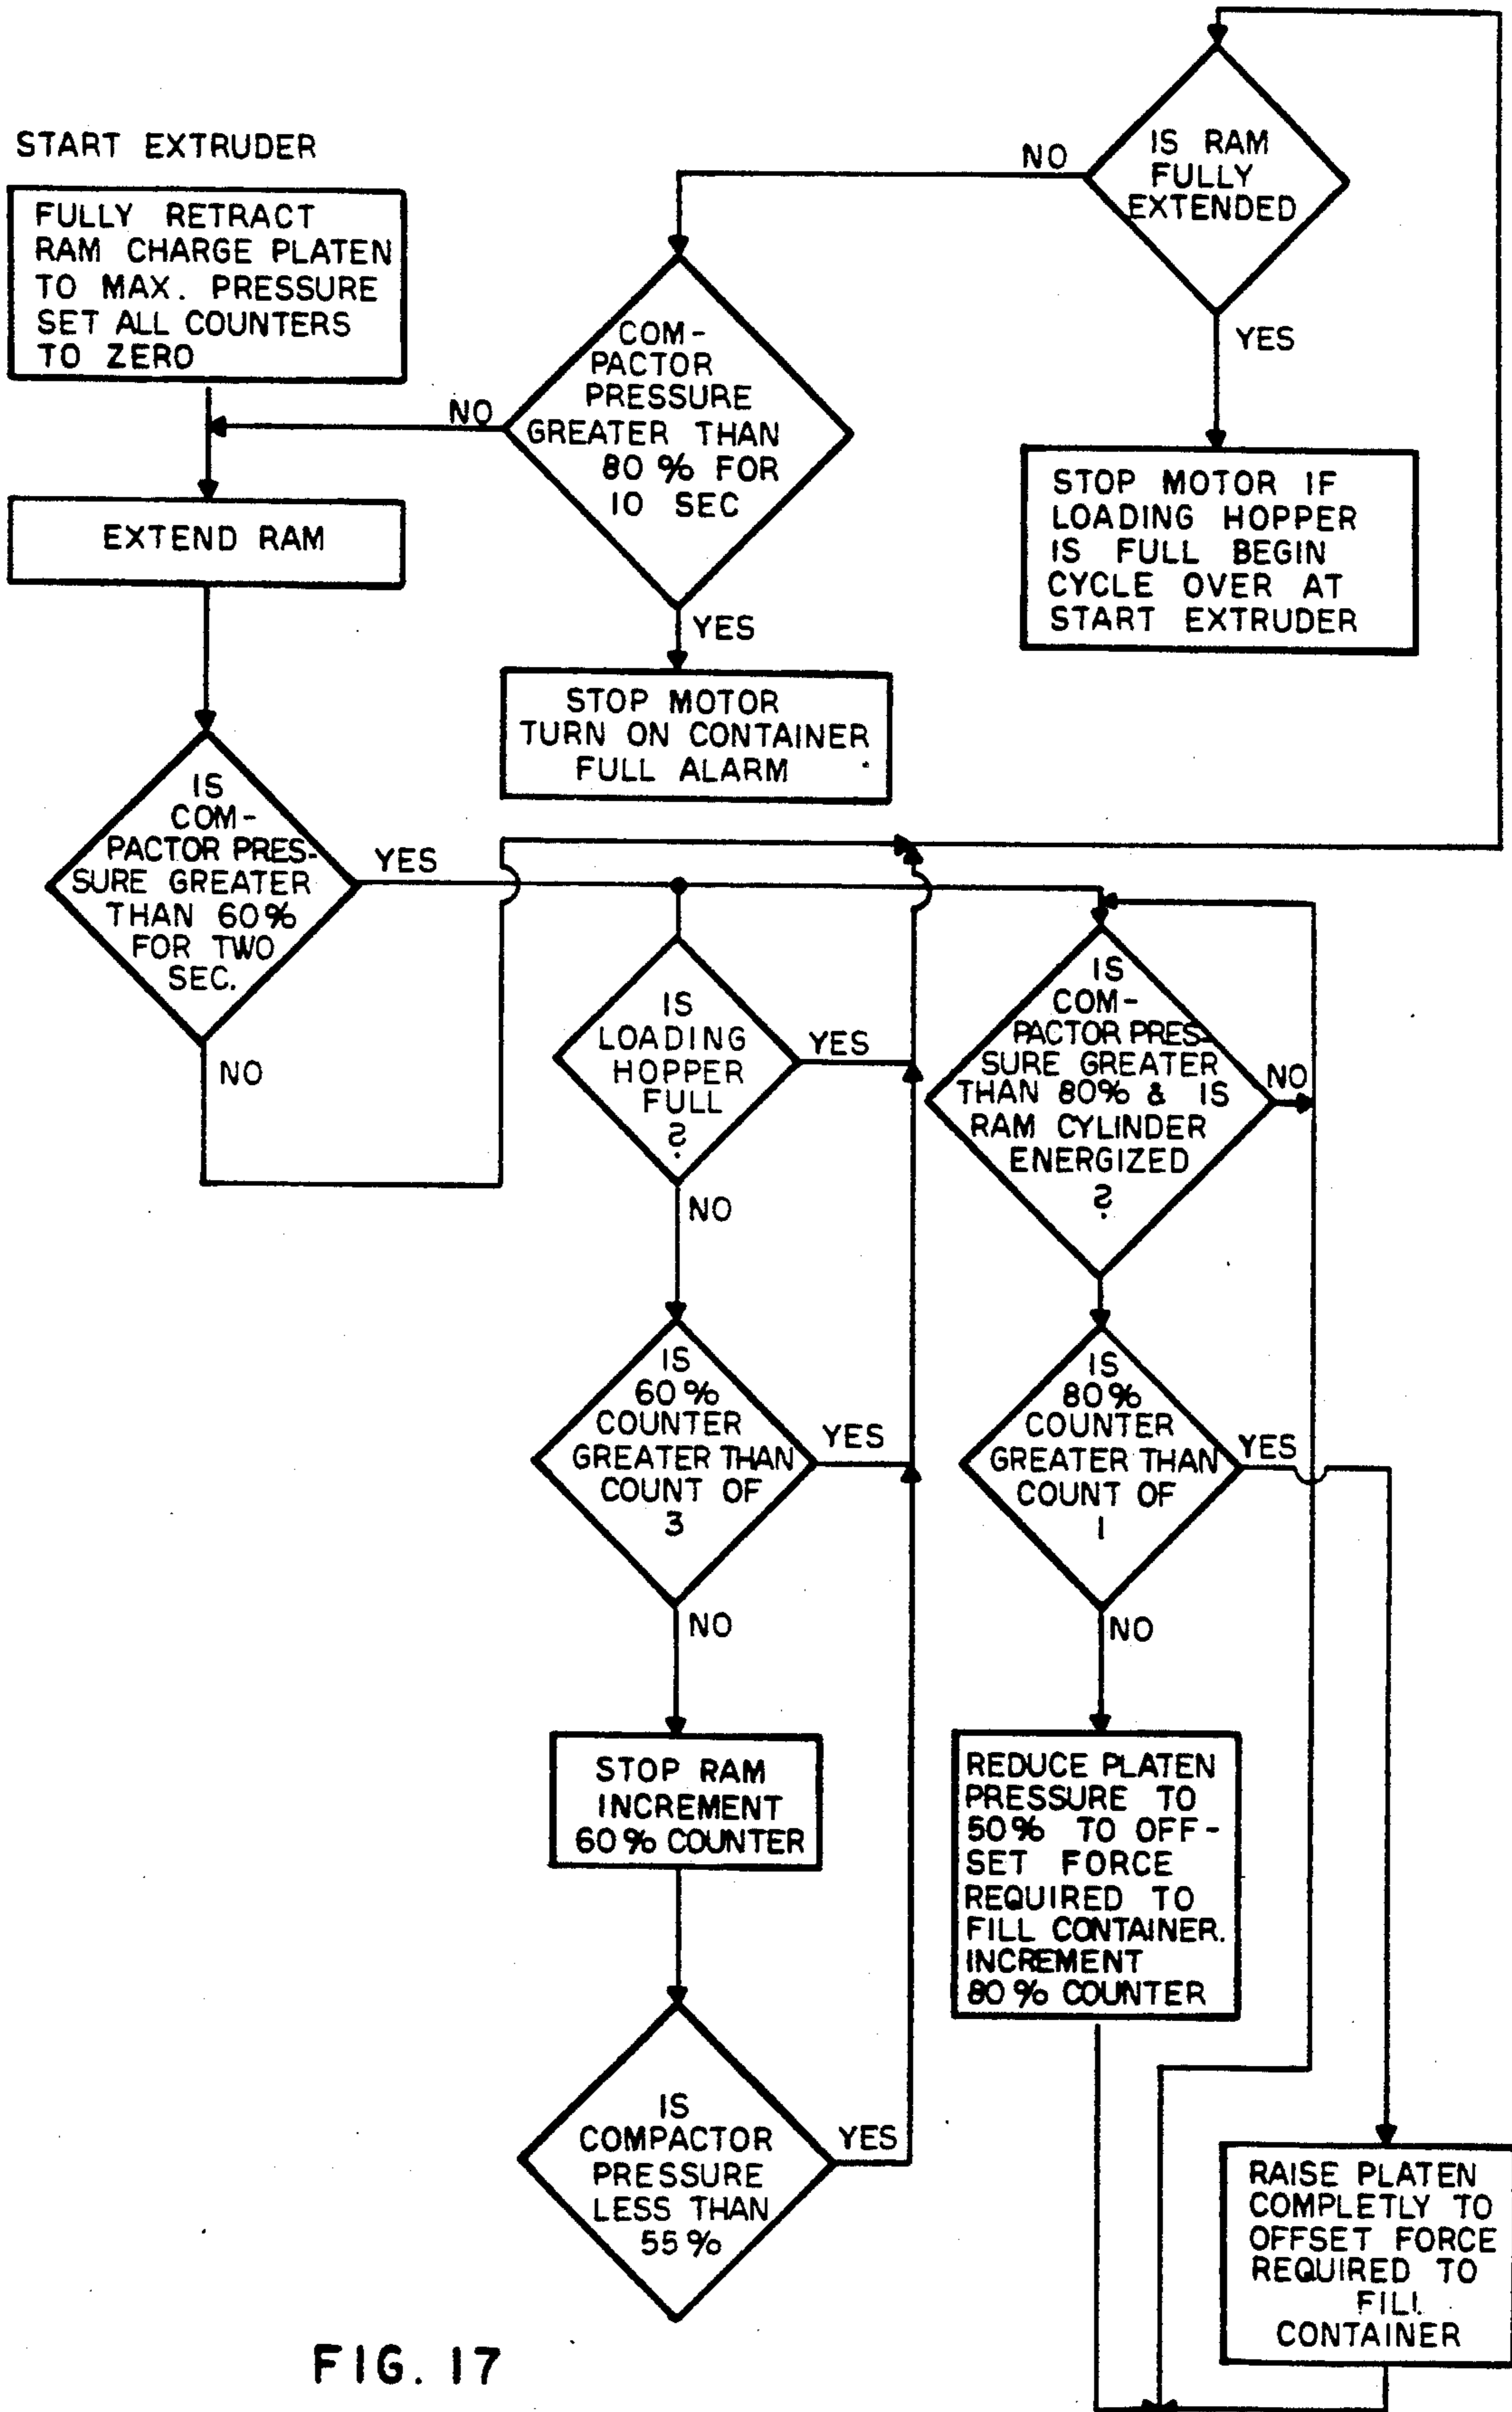 START EXTRUDER
FULLY RETRACT
RAM CHARGE PLATEN
TO MAX. PRESSURE
SET ALL COUNTERS
TO ZERO
EXTEND RAM
IS
COM-
PACTOR PRES-
SURE GREATER
THAN 60%
FOR TWO
SEC.
YES
NO
NO
IS RAM
FULLY
EXTENDED
YES
STOP MOTOR IF
LOADING HOPPER
IS FULL BEGIN
CYCLE OVER AT
START EXTRUDER
COM-
PACTOR
PRESSURE
GREATER THAN
80% FOR
10 SEC
NO
YES
STOP MOTOR
TURN ON CONTAINER
FULL ALARM
IS
LOADING
HOPPER
FULL
?
YES
NO
IS
60%
COUNTER
GREATER THAN
COUNT OF
3
YES
NO
STOP RAM
INCREMENT
60% COUNTER
IS
COMPACTOR
PRESSURE
LESS THAN
55%
YES
IS
COM-
PACTOR PRES-
SURE GREATER
THAN 80% & IS
RAM CYLINDER
ENERGIZED
?
NO
IS
80%
COUNTER
GREATER THAN
COUNT OF
1
YES
NO
REDUCE PLATEN
PRESSURE TO
50% TO OFF-
SET FORCE
REQUIRED TO
FILL CONTAINER.
INCREMENT
80% COUNTER
RAISE PLATEN
COMPLETLY TO
OFFSET FORCE
REQUIRED TO
FILL
CONTAINER
FIG. 17